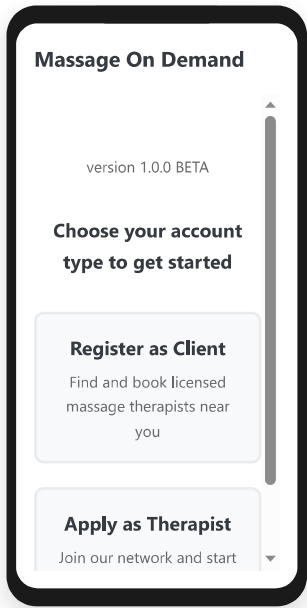 Massage On Demand
version 1.0.0 BETA
Choose your account
type to get started
Register as Client
Find and book licensed
massage therapists near
you
Apply as Therapist
Join our network and start